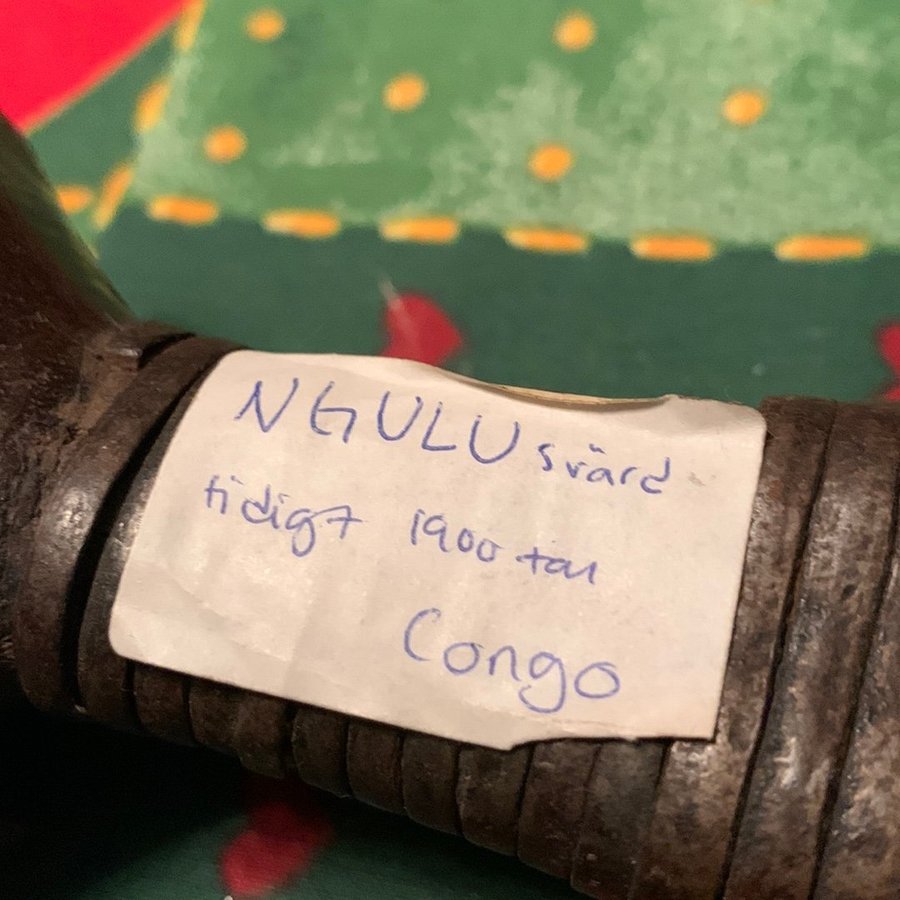 NGULU svärd
tidigt 1900 tal
Congo